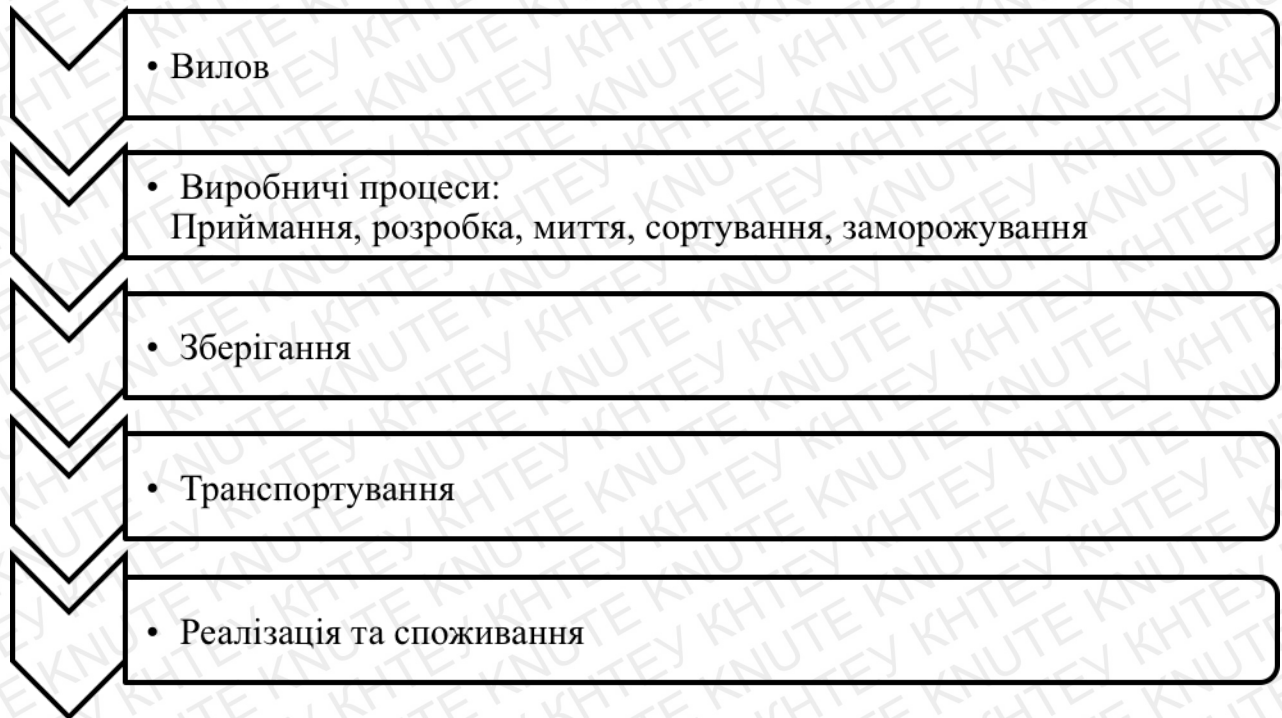 • Вилов
• Виробничі процеси:
Приймання, розробка, миття, сортування, заморожування
• Зберігання
• Транспортування
• Реалізація та споживання